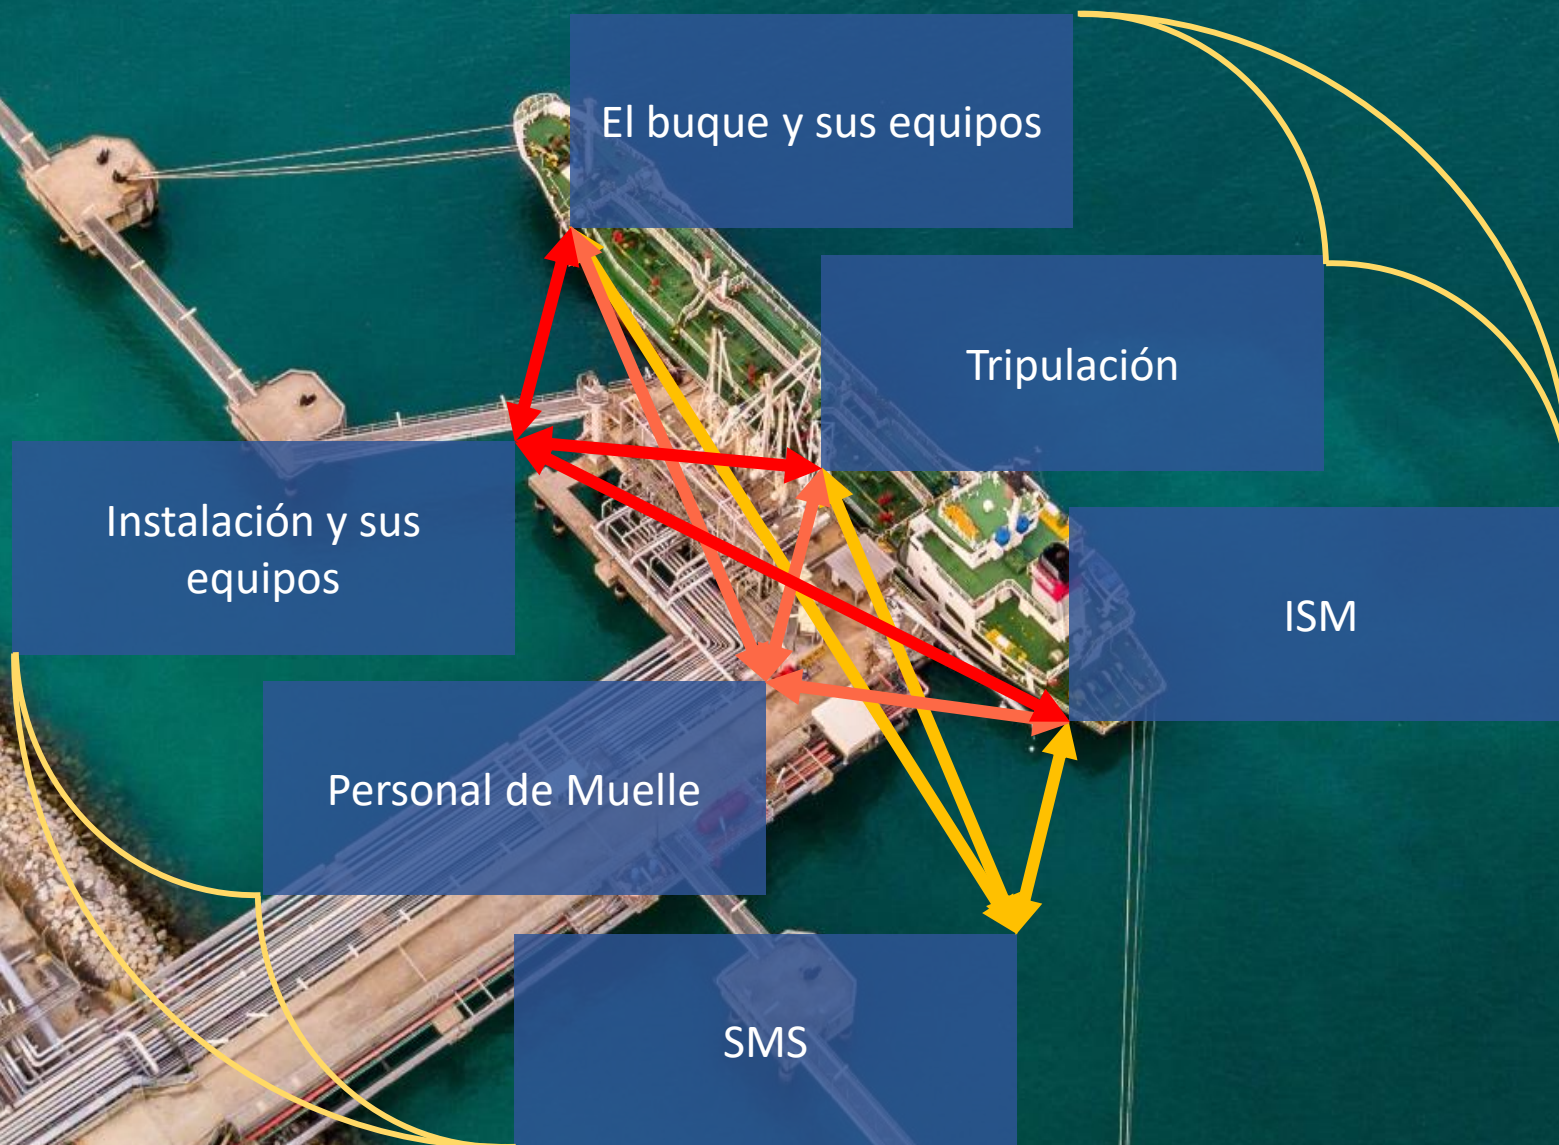 El buque y sus equipos
Tripulación
Instalación y sus
equipos
ISM
Personal de Muelle
SMS